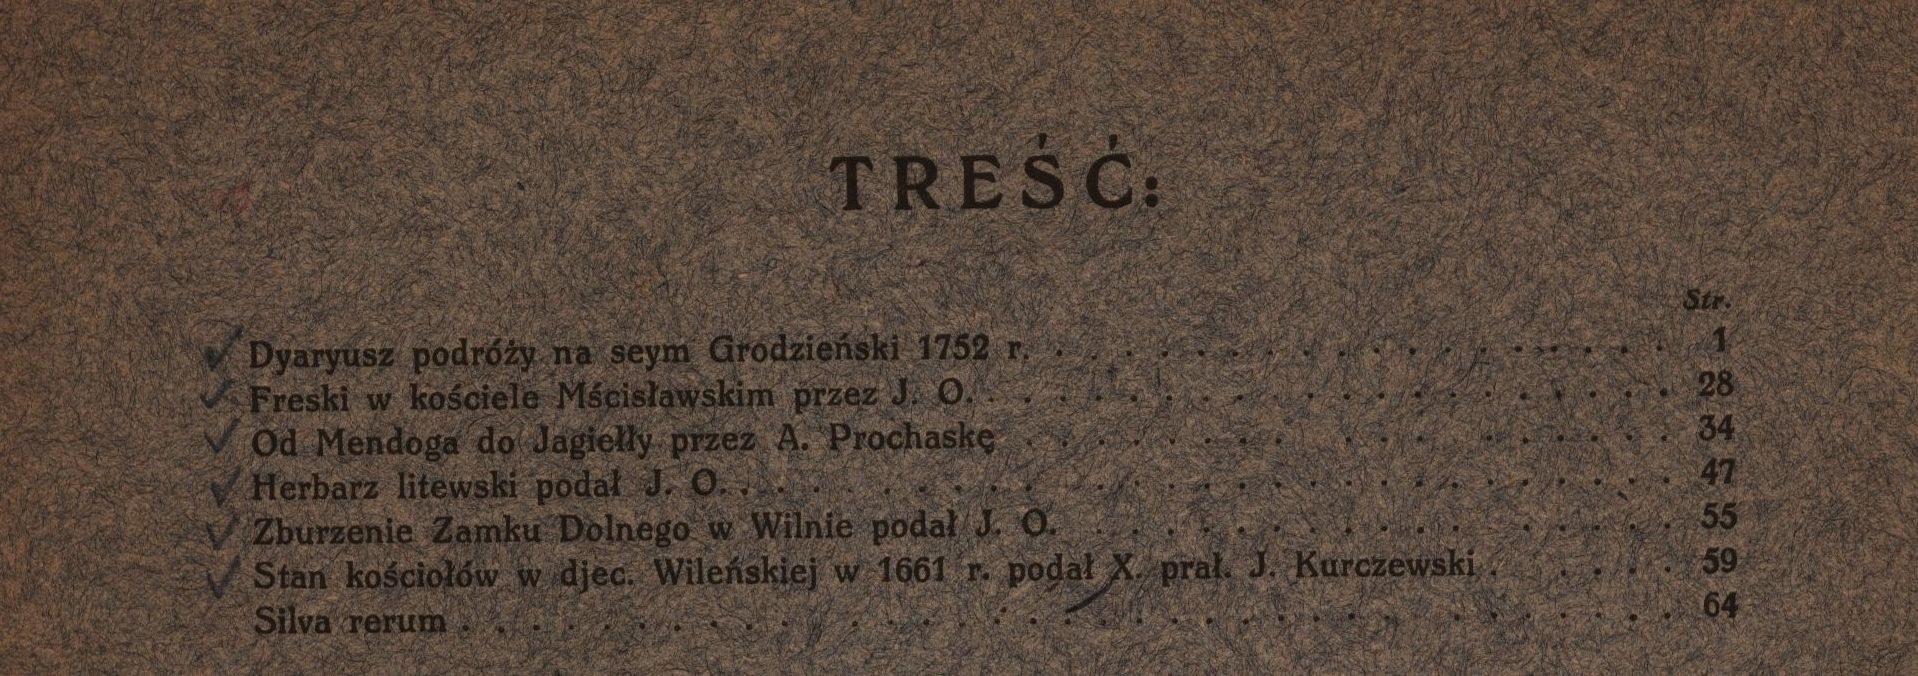 TREŚĆ:
Str.
Dyaryusz podróży na seym Grodzieński 1752 r. . . . . . . . . . . . . . . . . . . 1
Freski w kościele Mścisławskim przez J. O. . . . . . . . . . . . . . . . . . . . . 28
Od Mendoga do Jagiełły przez A. Prochaskę . . . . . . . . . . . . . . . . . 34
Herbarz litewski podał J. O. . . . . . . . . . . . . . . . . . . . . . . . . . . 47
Zburzenie Zamku Dolnego w Wilnie podał J. O. . . . . . . . . . . . . . . . . 55
Stan kościołów w djec. Wileńskiej w 1661 r. podał X. prał. J. Kurczewski . . . . . 59
Silva rerum . . . . . . . . . . . . . . . . . . . . . . . . . . . . . . . . . . 64